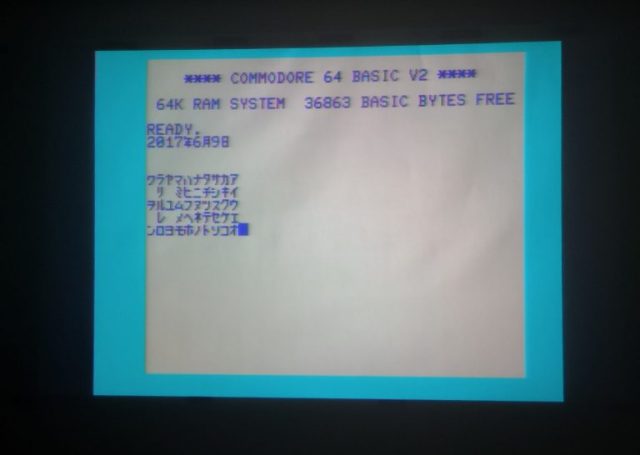 **** COMMODORE 64 BASIC V2 ****
64K RAM SYSTEM 36863 BASIC BYTES FREE
READY.
2017年6月9日
ワラヤマハナタサカア
リ ミヒニチシキイ
ヲルユムフヌツスクウ
レ メヘネテセケエ
ンロヨモホノトソコオ